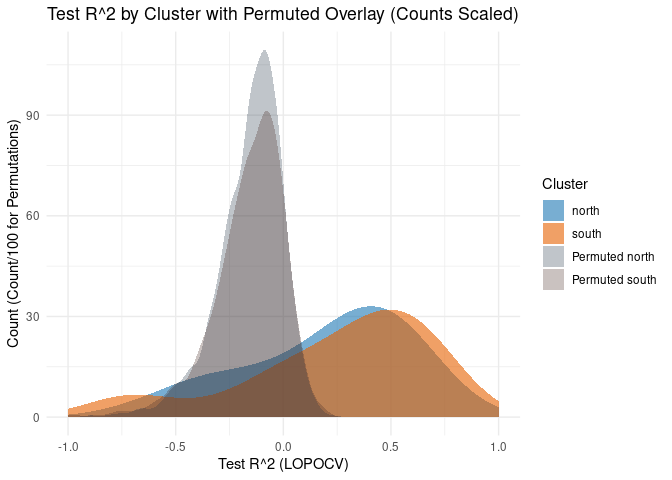 Test R^2 by Cluster with Permuted Overlay (Counts Scaled)
Count (Count/100 for Permutations)
90
60
30
0
-1.0
-0.5
0.0
0.5
1.0
Test R^2 (LOPOCV)
Cluster
north
south
Permuted north
Permuted south